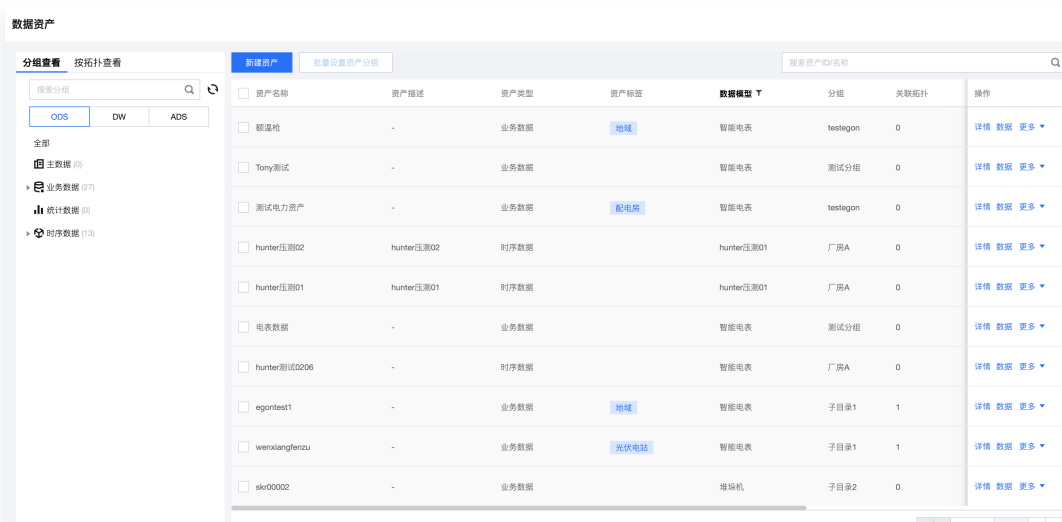 数据资产
分组查看 按拓扑查看
搜索分组
ODS DW ADS
全部
主数据 (0)
业务数据 (27)
统计数据 (0)
时序数据 (13)
新建资产 批量设置资产分组 搜索资产ID/名称
资产名称 资产描述 资产类型 资产标签 数据模型 分组 关联拓扑 操作
额温枪 - 业务数据 地域 智能电表 testegon 0 详情 数据 更多
Tony测试 - 业务数据 智能电表 测试分组 0 详情 数据 更多
测试电力资产 - 业务数据 配电房 智能电表 testegon 0 详情 数据 更多
hunter压测02 hunter压测02 时序数据 hunter压测01 厂房A 0 详情 数据 更多
hunter压测01 hunter压测01 时序数据 hunter压测01 厂房A 0 详情 数据 更多
电表数据 - 业务数据 智能电表 测试分组 0 详情 数据 更多
hunter测试0206 - 时序数据 智能电表 厂房A 0 详情 数据 更多
egontest1 - 业务数据 地域 智能电表 子目录1 1 详情 数据 更多
wenxiangfenzu - 业务数据 光伏电站 智能电表 子目录1 1 详情 数据 更多
skr00002 - 业务数据 堆垛机 子目录2 0 详情 数据 更多